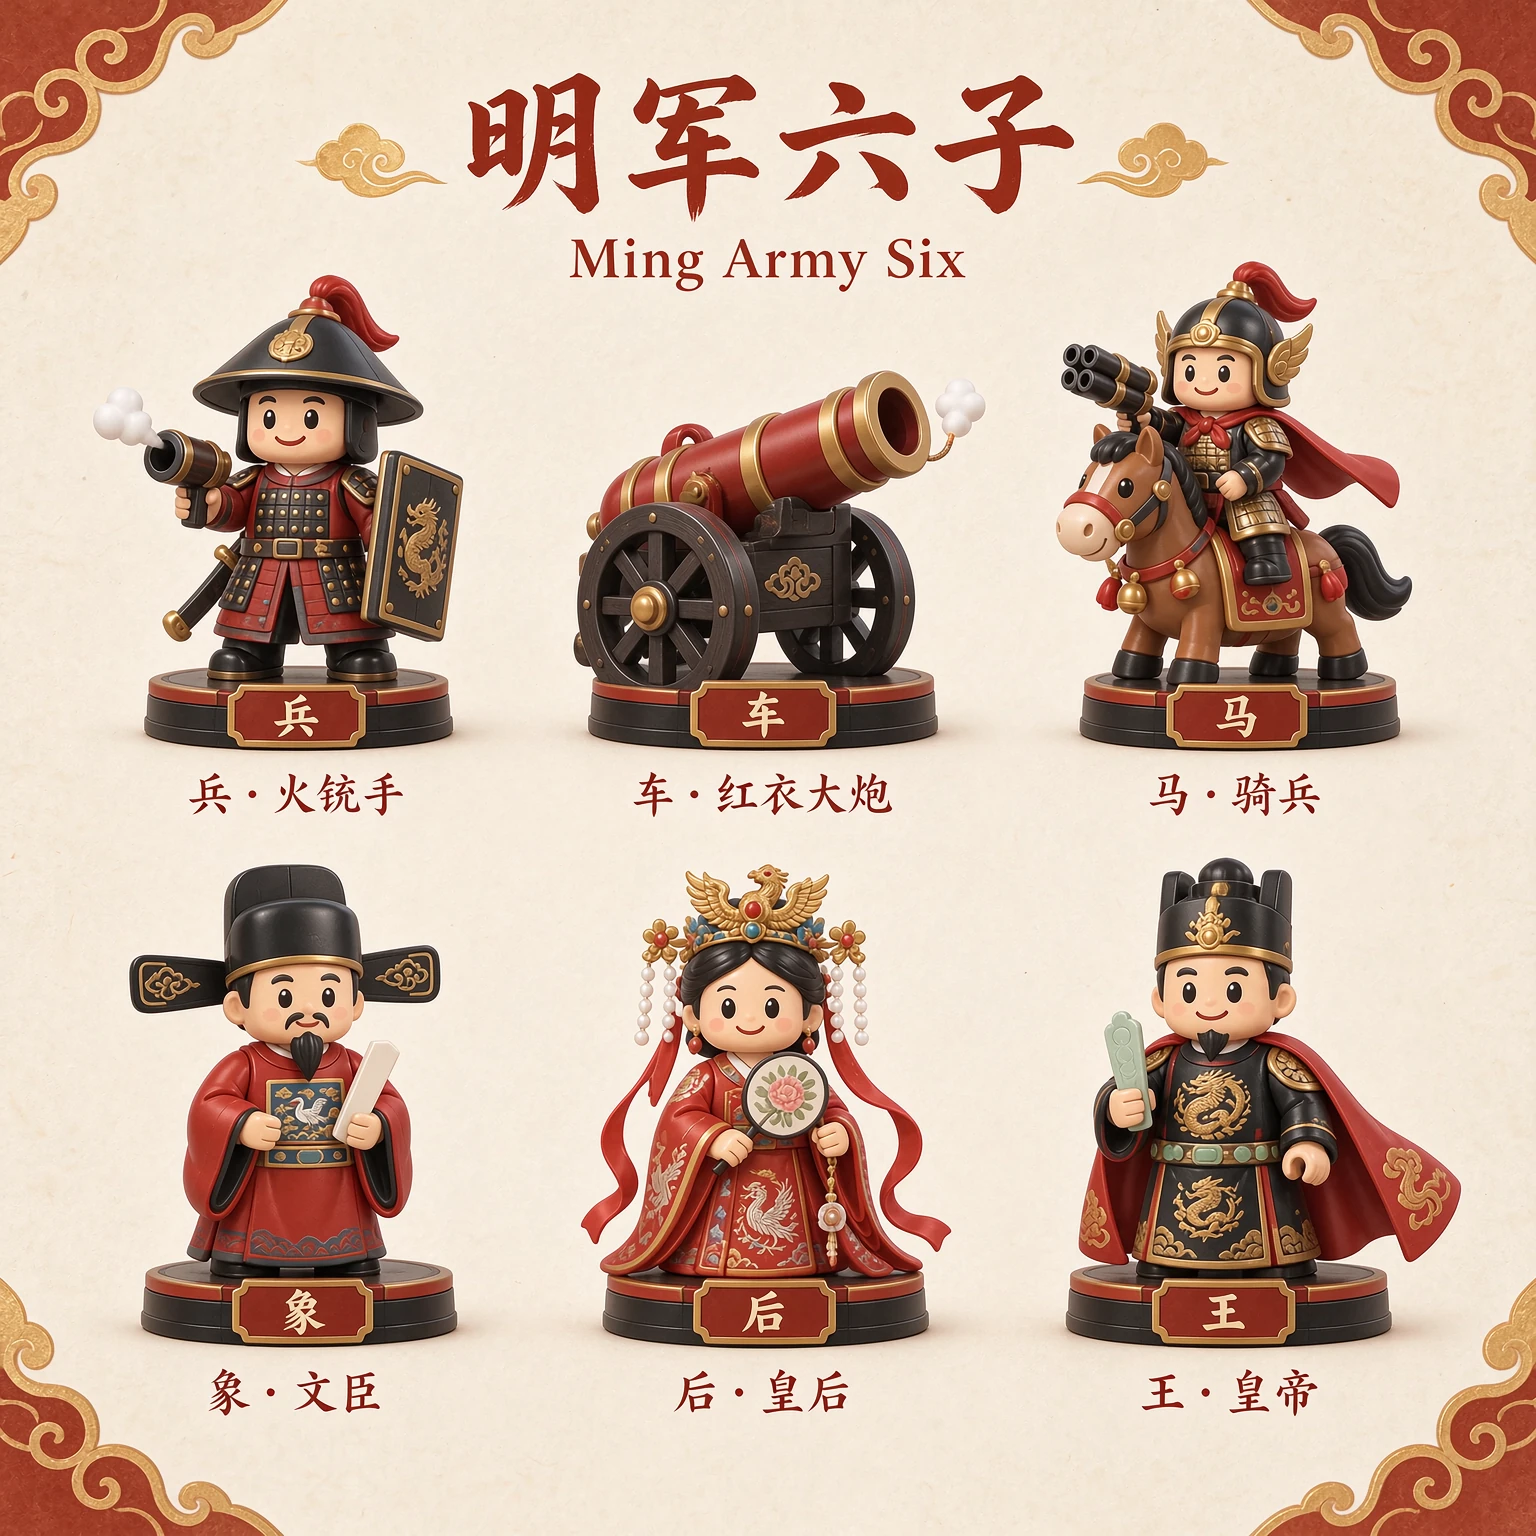 明军六子
Ming Army Six
兵
车
马
兵·火铳手
车·红衣大炮
马·骑兵
象
后
王
象·文臣
后·皇后
王·皇帝